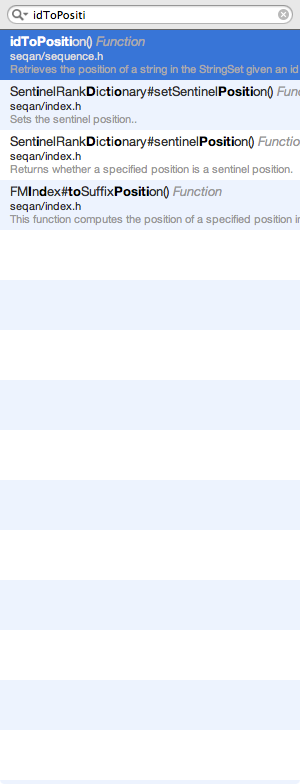 idToPositi
idToPosition() Function
seqan/sequence.h
Retrieves the position of a string in the StringSet given an id
SentinelRankDictionary#setSentinelPosition() Func
seqan/index.h
Sets the sentinel position..
SentinelRankDictionary#sentinelPosition() Function
seqan/index.h
Returns whether a specified position is a sentinel position.
FMIndex#toSuffixPosition() Function
seqan/index.h
This function computes the position of a specified position in